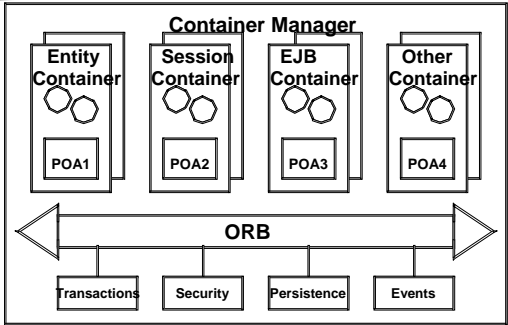 Container Manager
Entity
Container
Session
Container
EJB
Container
Other
Container
POA1
POA2
POA3
POA4
ORB
Transactions
Security
Persistence
Events